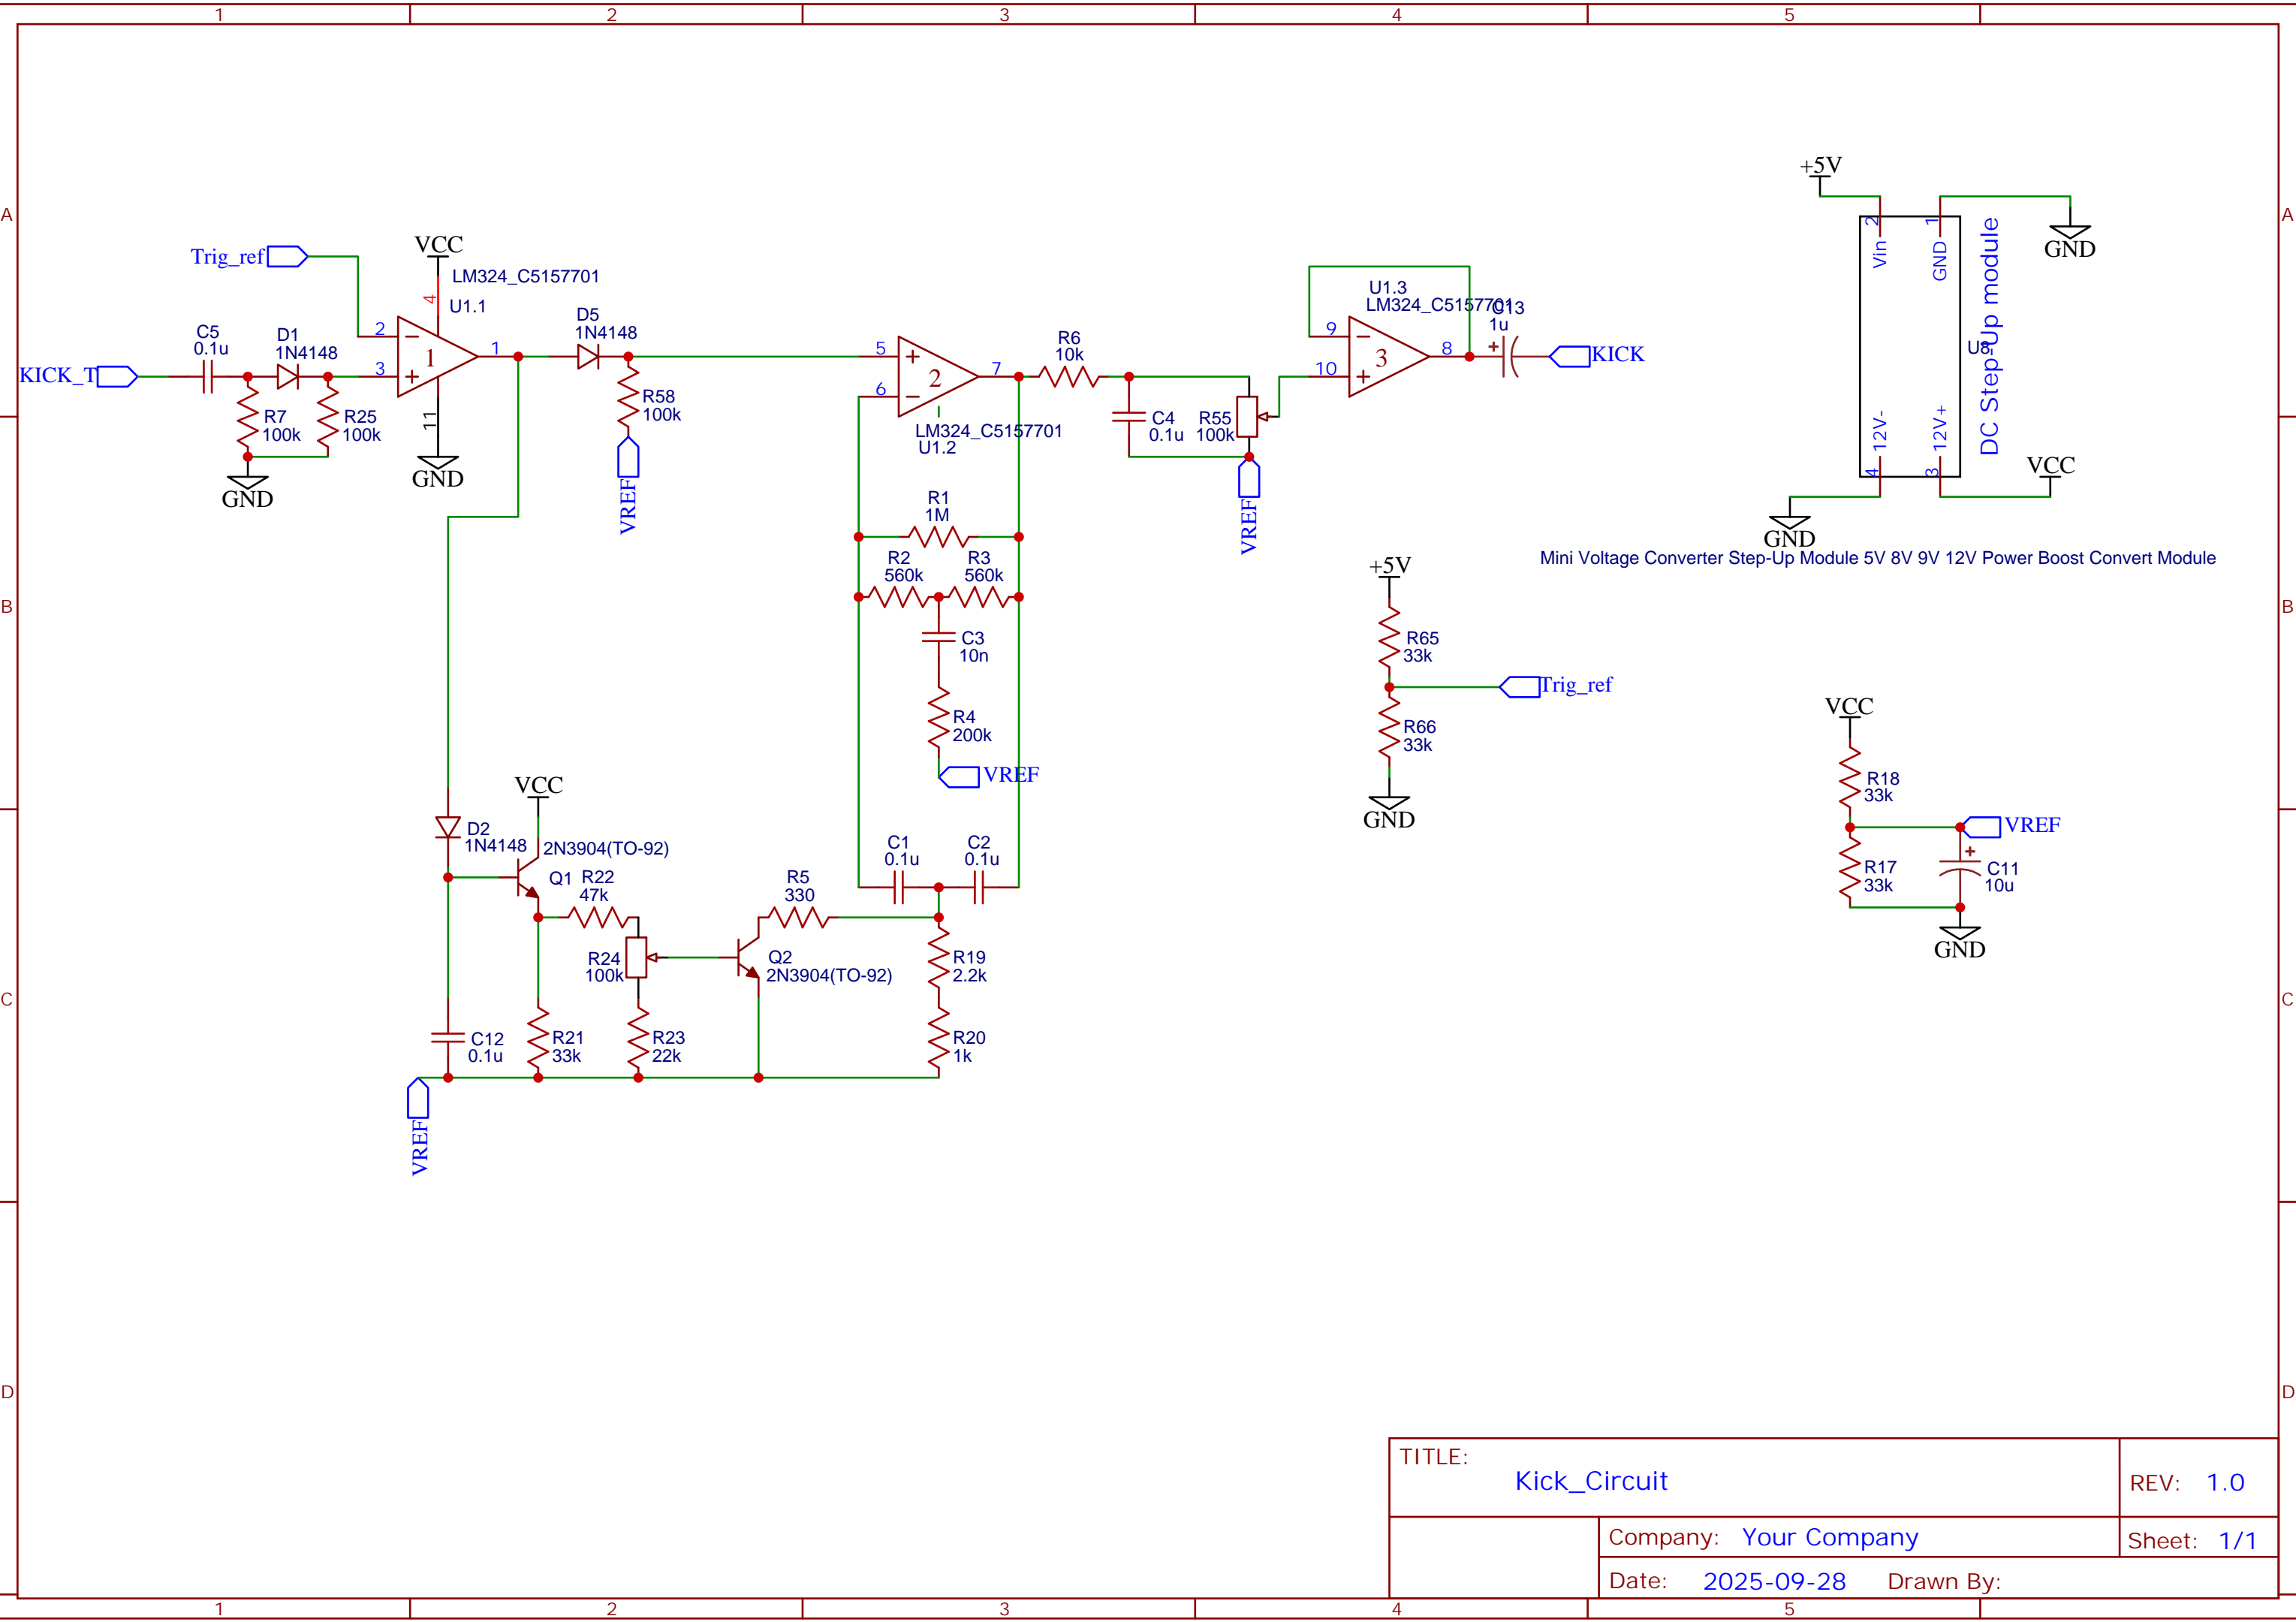 1 2 3 4 5
A
A
B
B
C
C
D
D
Trig_ref
VCC
LM324_C5157701
U1.1
4
2
3
1
1
11
GND
KICK_T
C5
0.1u
D1
1N4148
R7
100k
R25
100k
GND
D5
1N4148
R58
100k
VREF
5
6
7
2
LM324_C5157701
U1.2
R6
10k
C4
0.1u
R55
100k
VREF
U1.3
LM324_C5157701
9
10
8
3
C13
1u
KICK
+5V
2
1
Vin
GND
12V-
12V+
4
3
U8
DC Step-Up module
GND
VCC
GND
Mini Voltage Converter Step-Up Module 5V 8V 9V 12V Power Boost Convert Module
R1
1M
R2
560k
R3
560k
C3
10n
R4
200k
VREF
C1
0.1u
C2
0.1u
+5V
R65
33k
Trig_ref
R66
33k
GND
VCC
R18
33k
VREF
R17
33k
C11
10u
GND
VCC
D2
1N4148
2N3904(TO-92)
Q1
R22
47k
R24
100k
R5
330
Q2
2N3904(TO-92)
R19
2.2k
C12
0.1u
R21
33k
R23
22k
R20
1k
VREF
TITLE:
Kick_Circuit
REV: 1.0
Company: Your Company
Sheet: 1/1
Date: 2025-09-28 Drawn By:
1 2 3 4 5